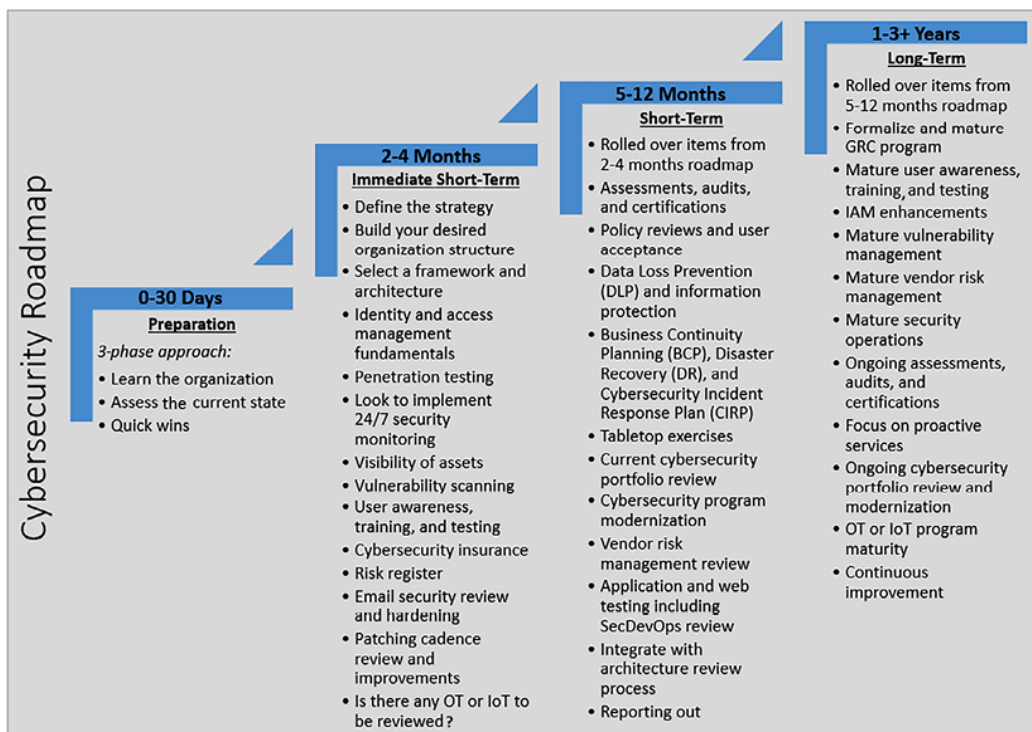 Cybersecurity Roadmap
0-30 Days
Preparation
3-phase approach:
• Learn the organization
• Assess the current state
• Quick wins
2-4 Months
Immediate Short-Term
• Define the strategy
• Build your desired
organization structure
• Select a framework and
architecture
• Identity and access
management
fundamentals
• Penetration testing
• Look to implement
24/7 security
monitoring
• Visibility of assets
• Vulnerability scanning
• User awareness,
training, and testing
• Cybersecurity insurance
• Risk register
• Email security review
and hardening
• Patching cadence
review and
improvements
• Is there any OT or IoT to
be reviewed?
5-12 Months
Short-Term
• Rolled over items from
2-4 months roadmap
• Assessments, audits,
and certifications
• Policy reviews and user
acceptance
• Data Loss Prevention
(DLP) and information
protection
• Business Continuity
Planning (BCP), Disaster
Recovery (DR), and
Cybersecurity Incident
Response Plan (CIRP)
• Tabletop exercises
• Current cybersecurity
portfolio review
• Cybersecurity program
modernization
• Vendor risk
management review
• Application and web
testing including
SecDevOps review
• Integrate with
architecture review
process
• Reporting out
1-3+ Years
Long-Term
• Rolled over items from
5-12 months roadmap
• Formalize and mature
GRC program
• Mature user awareness,
training, and testing
• IAM enhancements
• Mature vulnerability
management
• Mature vendor risk
management
• Mature security
operations
• Ongoing assessments,
audits, and
certifications
• Focus on proactive
services
• Ongoing cybersecurity
portfolio review and
modernization
• OT or IoT program
maturity
• Continuous
improvement